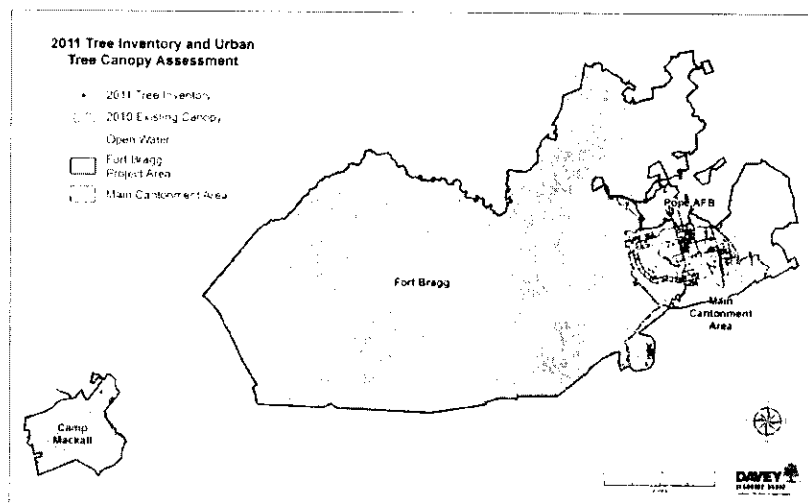 2011 Tree Inventory and Urban
Tree Canopy Assessment
2011 Tree Inventory
2010 Existing Canopy
Open Water
Fort Bragg
Project Area
Main Cantonment Area
Pope AFB
Fort Bragg
Main
Cantonment
Area
Camp
Mackall
DAVEY